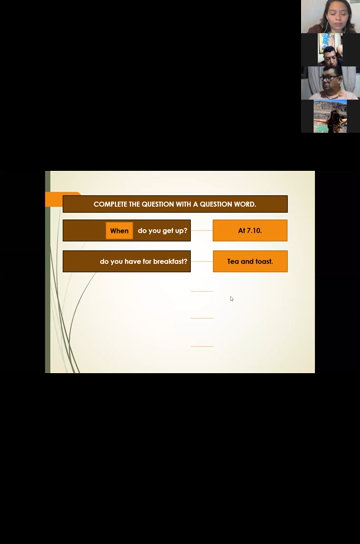 COMPLETE THE QUESTION WITH A QUESTION WORD.
When do you get up? At 7.10.
do you have for breakfast? Tea and toast.